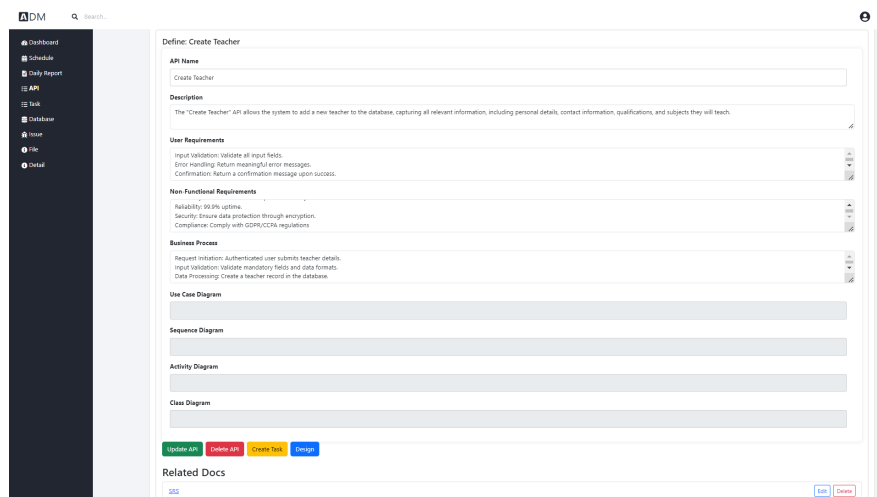 ADM
Search...
Dashboard
Schedule
Daily Report
API
Task
Database
Issue
File
Detail
Define: Create Teacher
API Name
Create Teacher
Description
The "Create Teacher" API allows the system to add a new teacher to the database, capturing all relevant information, including personal details, contact information, qualifications, and subjects they will teach.
User Requirements
Input Validation: Validate all input fields.
Error Handling: Return meaningful error messages.
Confirmation: Return a confirmation message upon success.
Non-Functional Requirements
Reliability: 99.9% uptime.
Security: Ensure data protection through encryption.
Compliance: Comply with GDPR/CCPA regulations
Business Process
Request Initiation: Authenticated user submits teacher details.
Input Validation: Validate mandatory fields and data formats.
Data Processing: Create a teacher record in the database.
Use Case Diagram
Sequence Diagram
Activity Diagram
Class Diagram
Update API Delete API Create Task Design
Related Docs
SRS Edit Delete